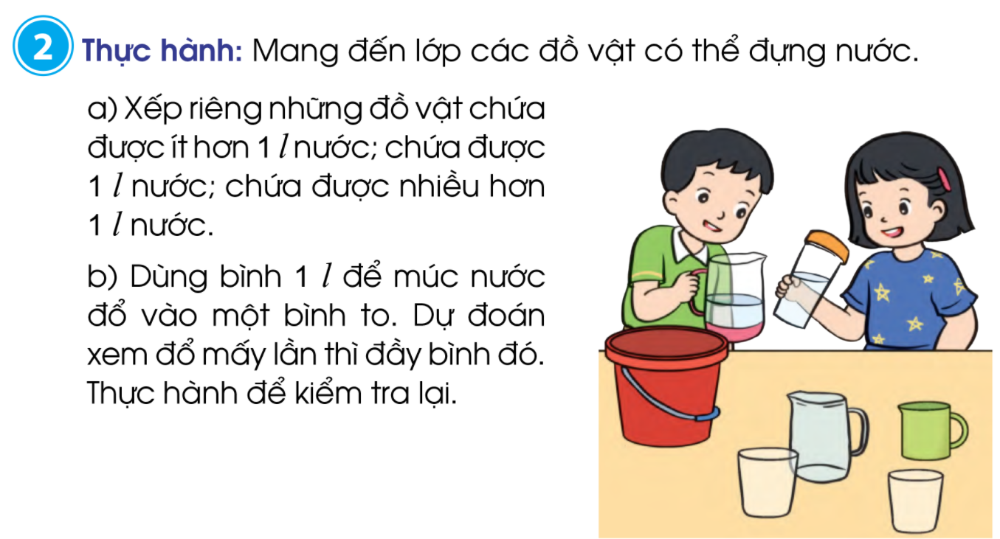 2 Thực hành: Mang đến lớp các đồ vật có thể đựng nước.
a) Xếp riêng những đồ vật chứa
được ít hơn 1 l nước; chứa được
1 l nước; chứa được nhiều hơn
1 l nước.
b) Dùng bình 1 l để múc nước
đổ vào một bình to. Dự đoán
xem đổ mấy lần thì đầy bình đó.
Thực hành để kiểm tra lại.